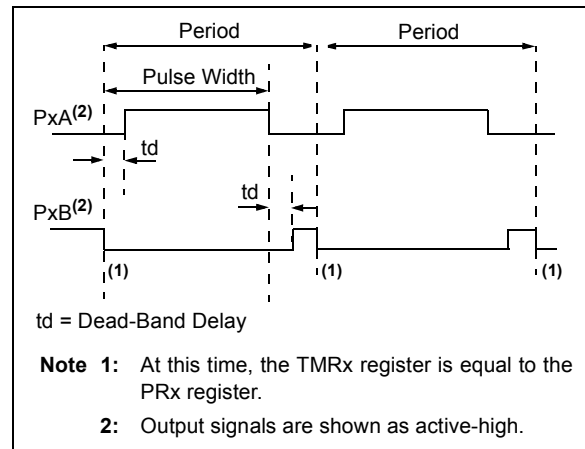 Period Period
Pulse Width
PxA(2)
td
td
PxB(2)
(1) (1) (1)
td = Dead-Band Delay
Note 1: At this time, the TMRx register is equal to the
PRx register.
2: Output signals are shown as active-high.